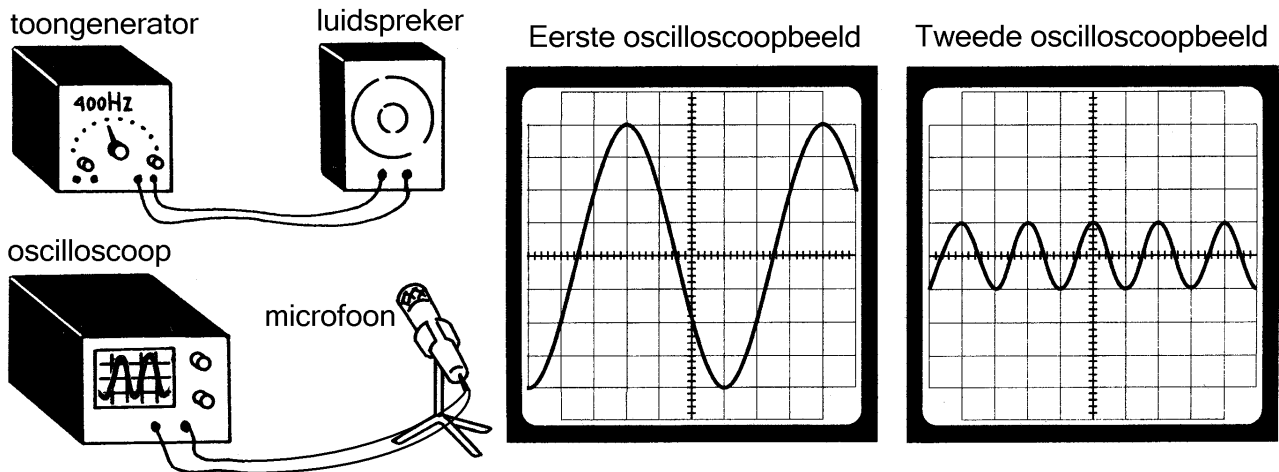 toongenerator
luidspreker
400Hz
oscilloscoop
microfoon
Eerste oscilloscoopbeeld
Tweede oscilloscoopbeeld